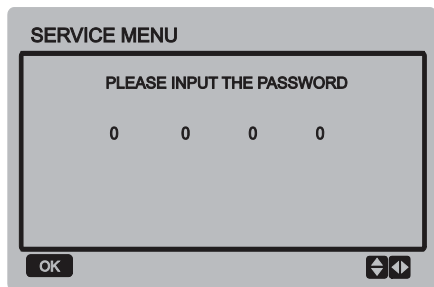 SERVICE MENU
PLEASE INPUT THE PASSWORD
0 0 0 0
OK